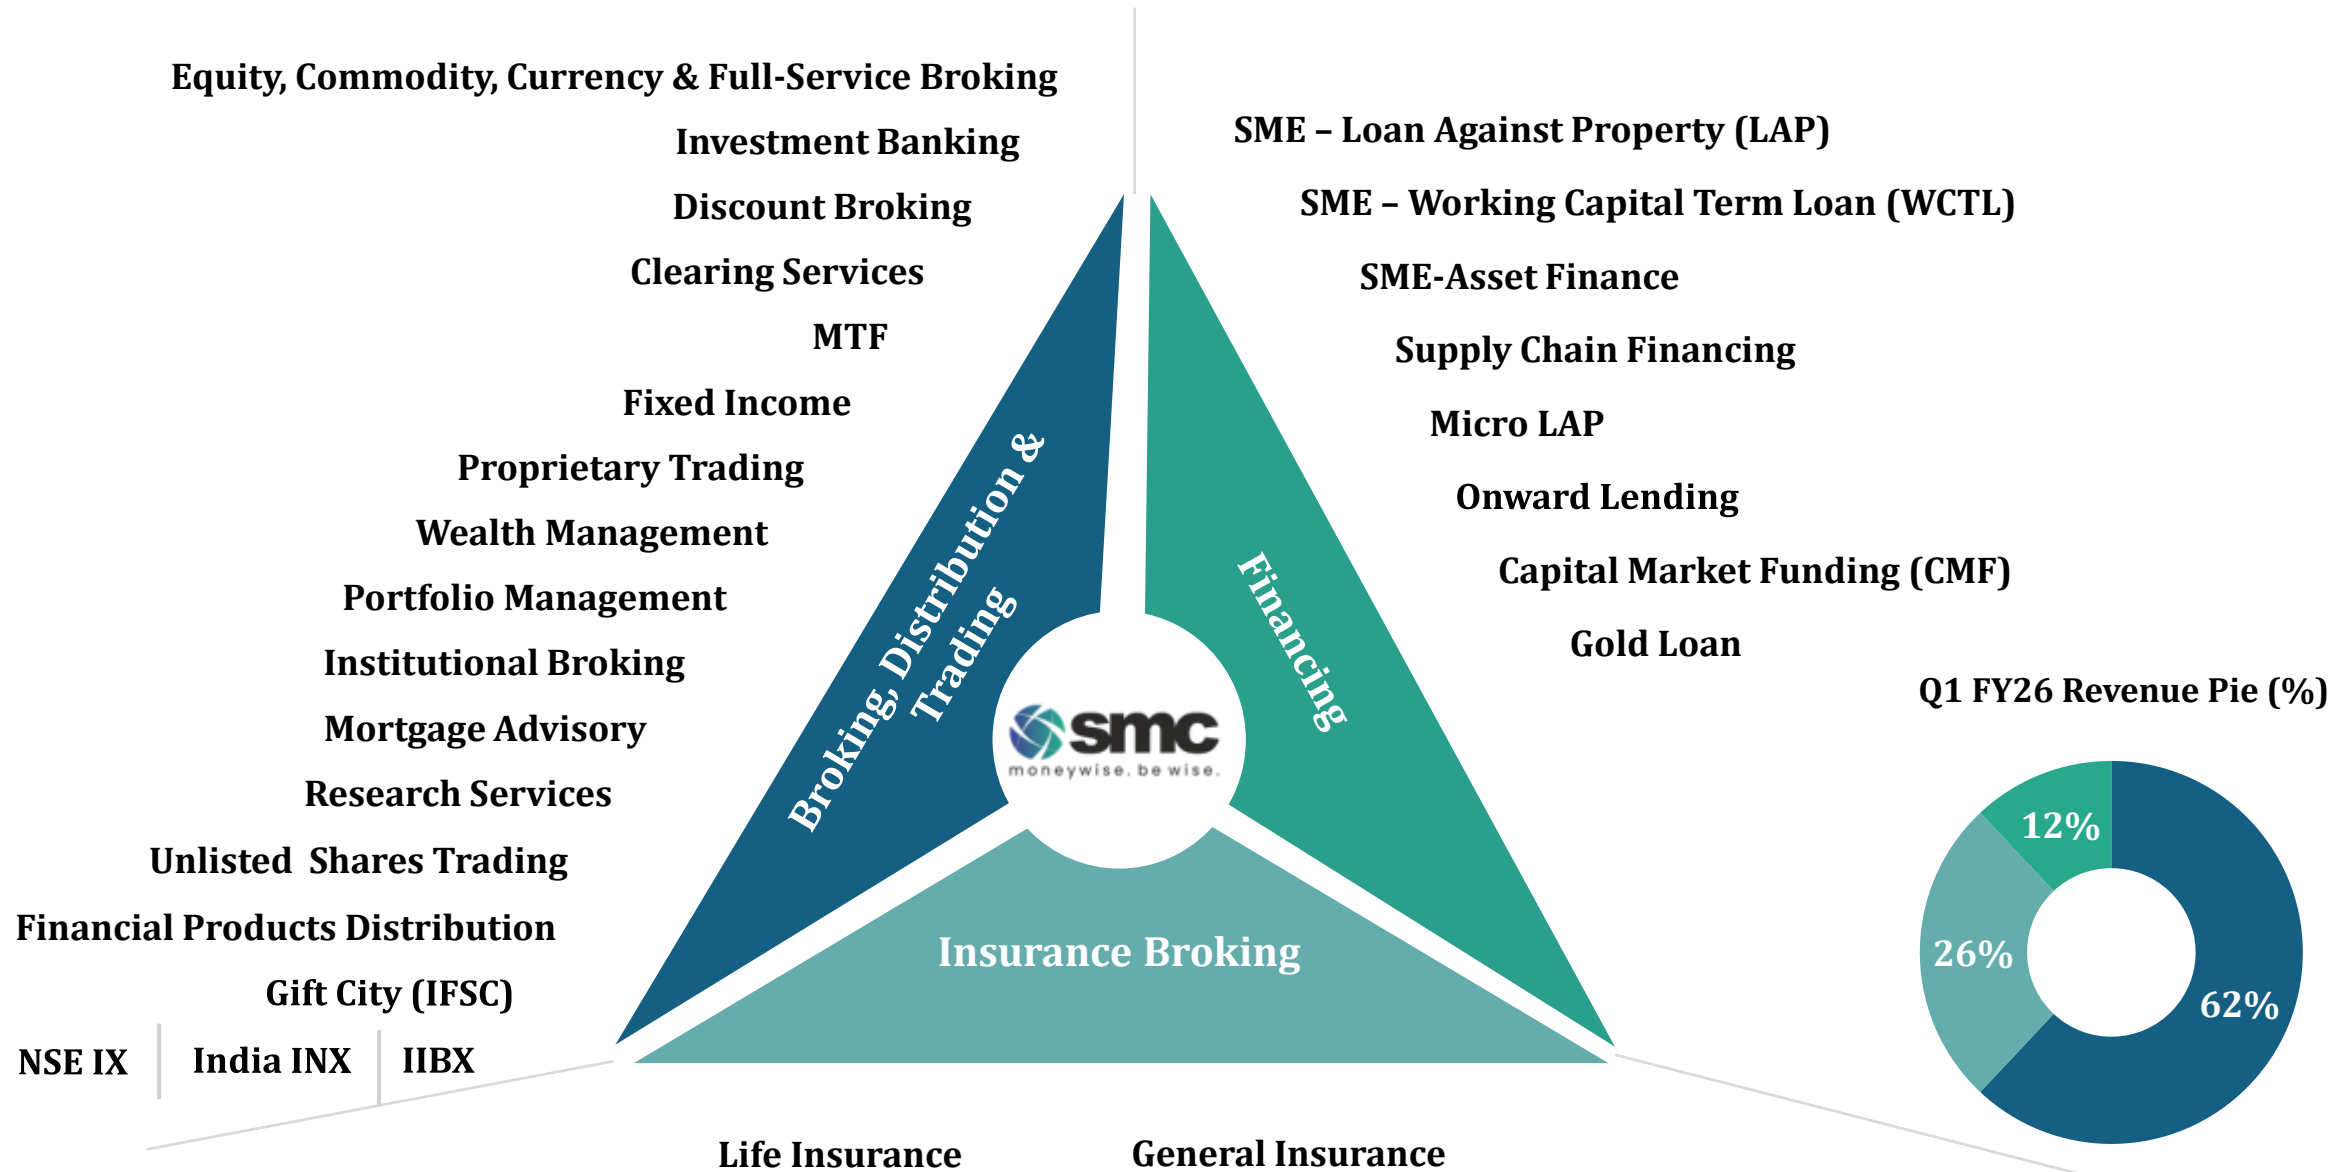 Equity, Commodity, Currency & Full-Service Broking
Investment Banking
Discount Broking
Clearing Services
MTF
Fixed Income
Proprietary Trading
Wealth Management
Portfolio Management
Institutional Broking
Mortgage Advisory
Research Services
Unlisted Shares Trading
Financial Products Distribution
Gift City (IFSC)
NSE IX
India INX
IIBX
Broking, Distribution &
Trading
smc
moneywise. be wise.
Financing
Insurance Broking
SME – Loan Against Property (LAP)
SME – Working Capital Term Loan (WCTL)
SME-Asset Finance
Supply Chain Financing
Micro LAP
Onward Lending
Capital Market Funding (CMF)
Gold Loan
Q1 FY26 Revenue Pie (%)
12%
26%
62%
Life Insurance
General Insurance